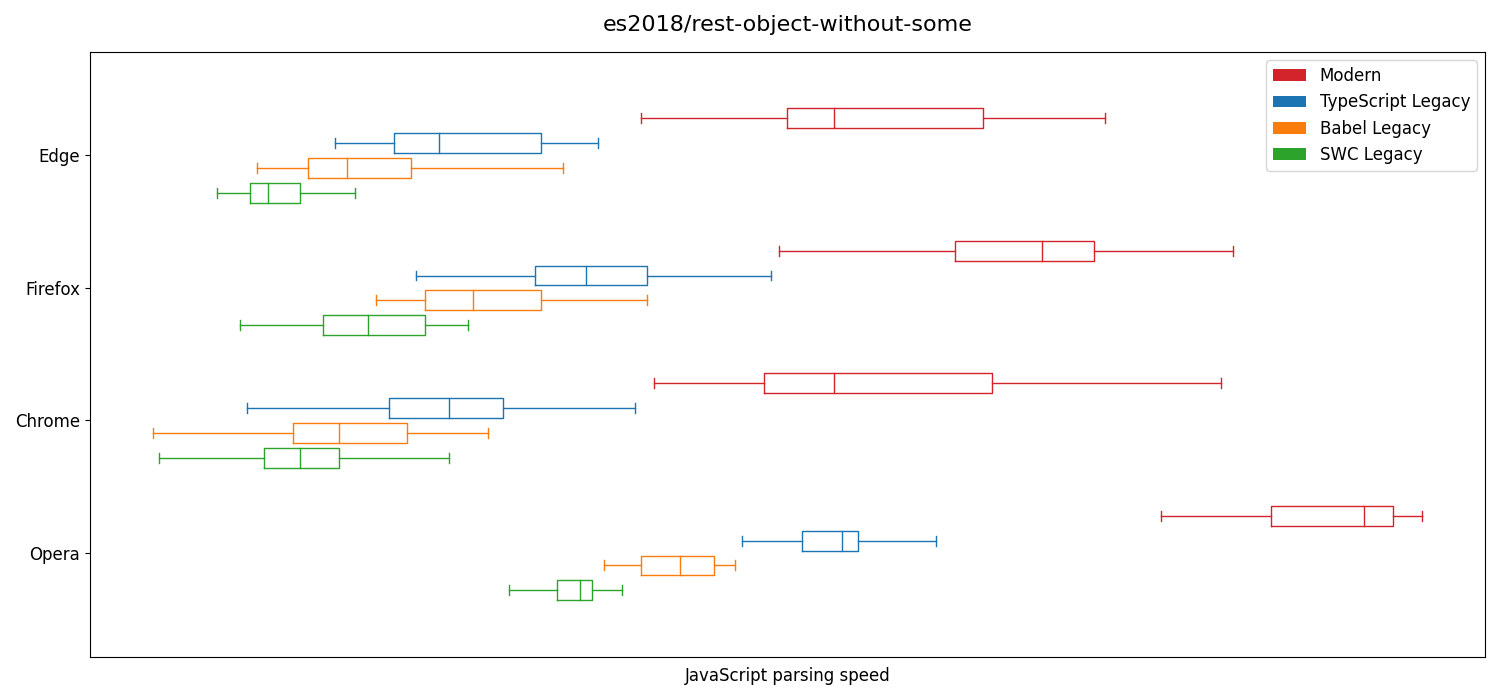 es2018/rest-object-without-some
Modern
TypeScript Legacy
Babel Legacy
SWC Legacy
Edge
Firefox
Chrome
Opera
JavaScript parsing speed